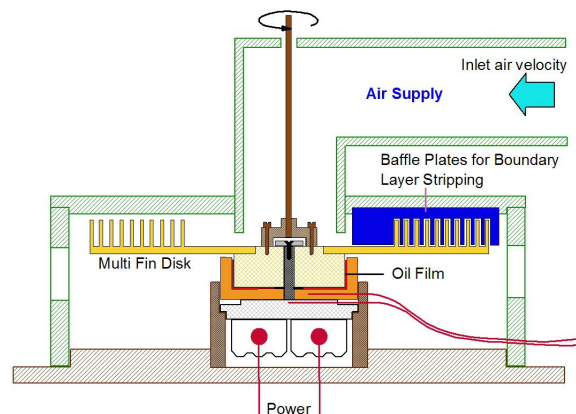 Inlet air velocity
Air Supply
Baffle Plates for Boundary
Layer Stripping
Multi Fin Disk
Oil Film
Power